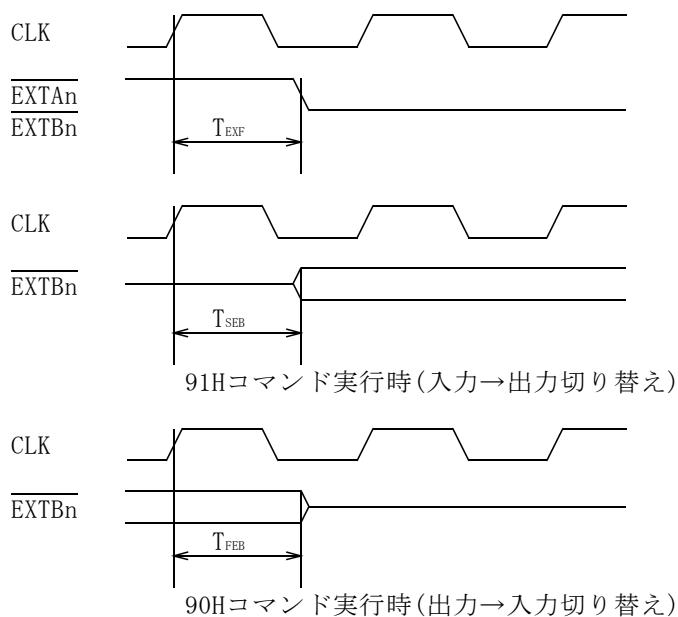 CLK
EXTAn
EXTBn
TEXF
CLK
EXTBn
TSEB
91Hコマンド実行時(入力→出力切り替え)
CLK
EXTBn
TFEB
90Hコマンド実行時(出力→入力切り替え)